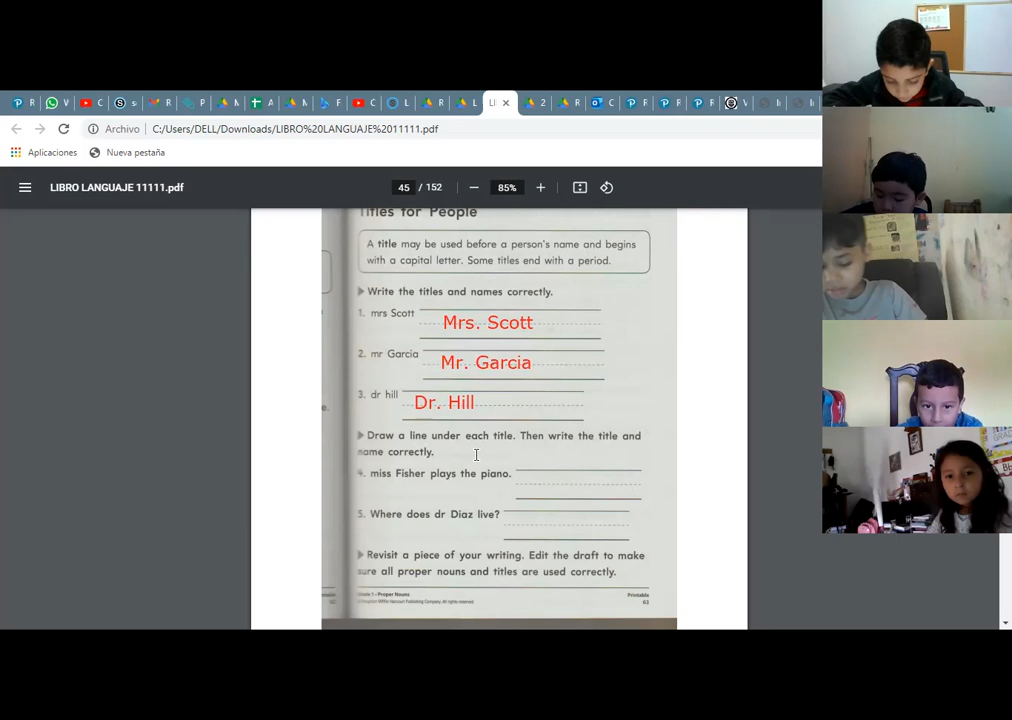 Archivo C:/Users/DELL/Downloads/LIBRO%20LANGUAJE%2011111.pdf
Aplicaciones Nueva pestaña
LIBRO LANGUAJE 11111.pdf 45 / 152 85%
Titles for People
A title may be used before a person's name and begins
with a capital letter. Some titles end with a period.
Write the titles and names correctly.
1. mrs Scott Mrs. Scott
2. mr Garcia Mr. Garcia
3. dr hill Dr. Hill
Draw a line under each title. Then write the title and
name correctly.
4. miss Fisher plays the piano.
5. Where does dr Diaz live?
Revisit a piece of your writing. Edit the draft to make
sure all proper nouns and titles are used correctly.
Grade 1 • Proper Nouns Printable
63